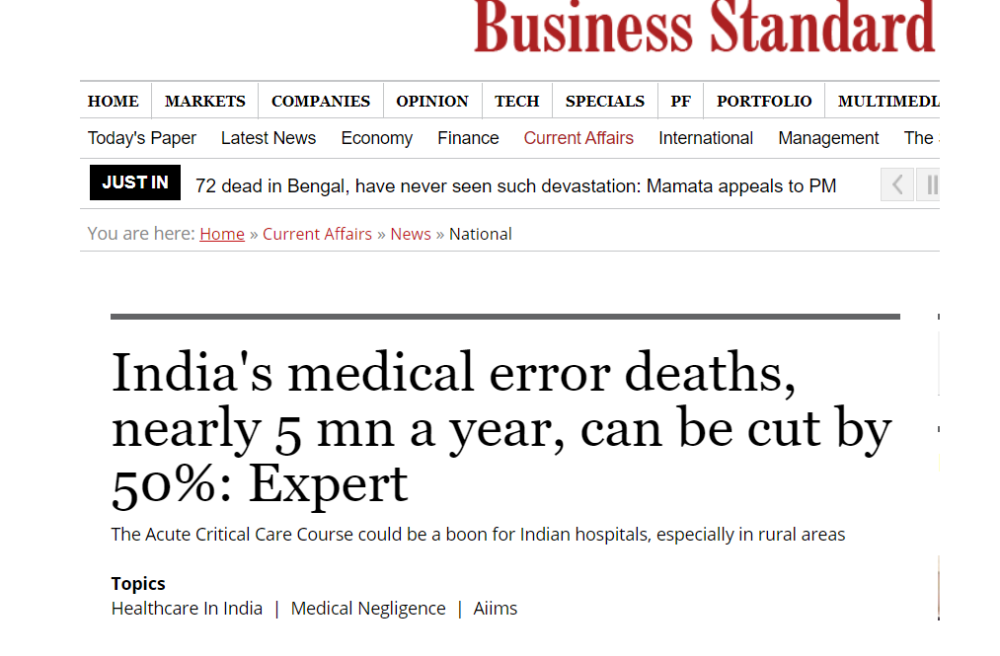 Business Standard
HOME MARKETS COMPANIES OPINION TECH SPECIALS PF PORTFOLIO
Today's Paper Latest News Economy Finance Current Affairs International Management The
JUST IN 72 dead in Bengal, have never seen such devastation: Mamata appeals to PM
You are here: Home » Current Affairs » News » National
India's medical error deaths,
nearly 5 mn a year, can be cut by
50%: Expert
The Acute Critical Care Course could be a boon for Indian hospitals, especially in rural areas
Topics
Healthcare In India | Medical Negligence | Aiims